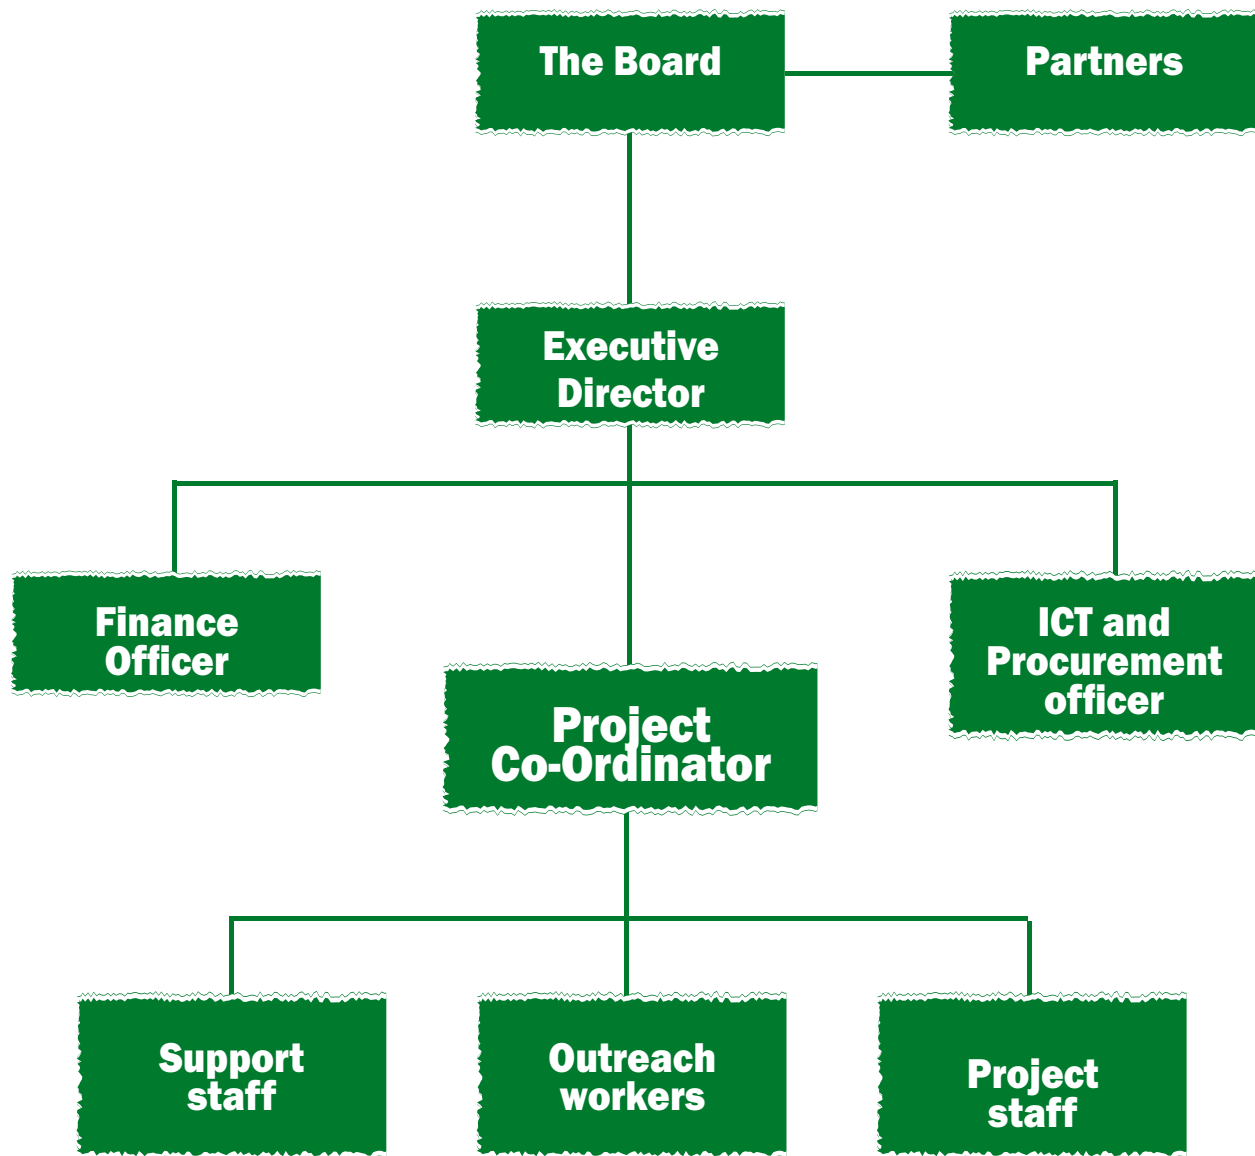 The Board
Partners
Executive
Director
Finance
Officer
ICT and
Procurement
officer
Project
Co-Ordinator
Support
staff
Outreach
workers
Project
staff